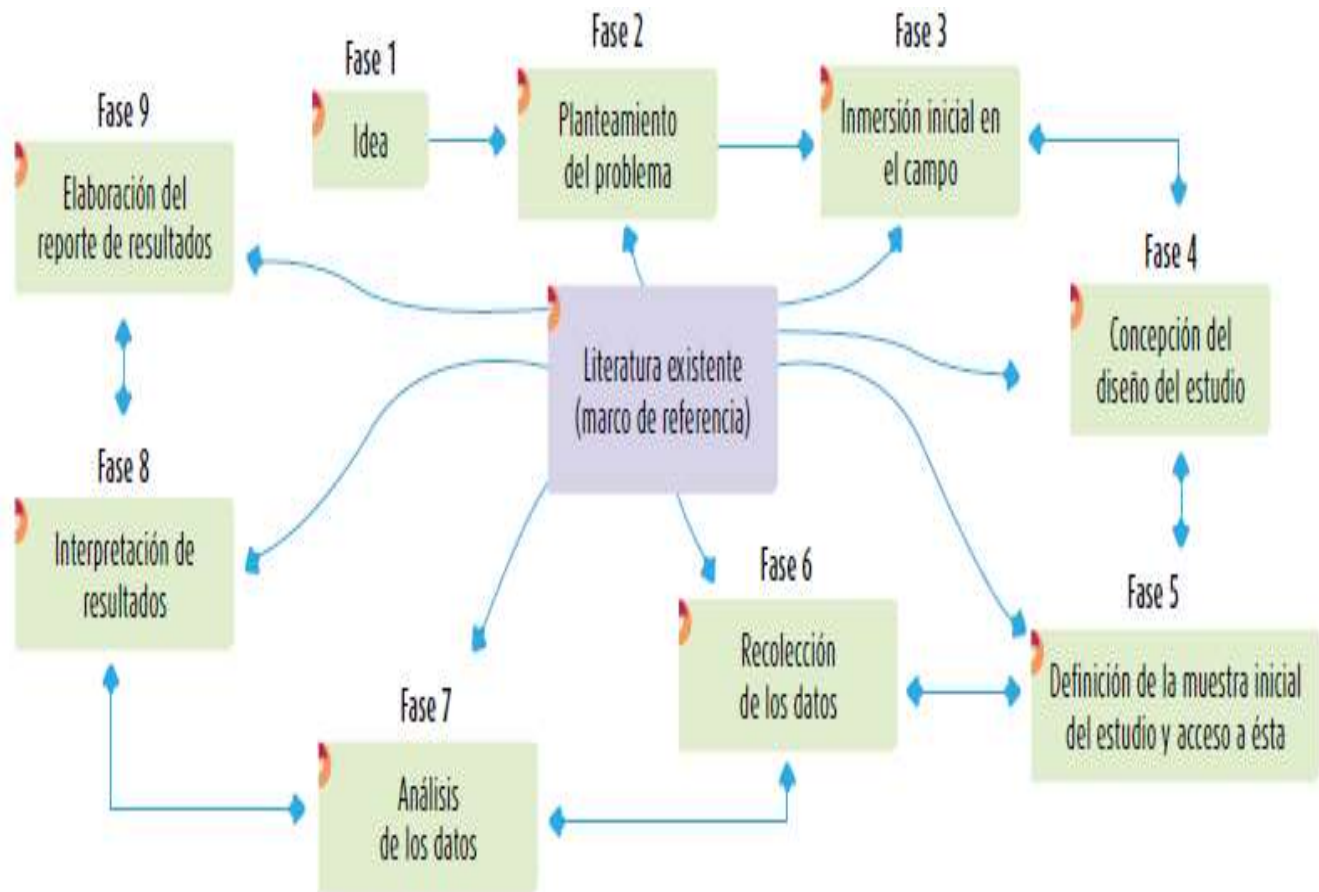 Fase 1
Idea
Fase 2
Planteamiento
del problema
Fase 3
Inmersión inicial en
el campo
Fase 4
Concepción del
diseño del estudio
Fase 5
Definición de la muestra inicial
del estudio y acceso a ésta
Fase 6
Recolección
de los datos
Fase 7
Análisis
de los datos
Fase 8
Interpretación de
resultados
Fase 9
Elaboración del
reporte de resultados
Literatura existente
(marco de referencia)